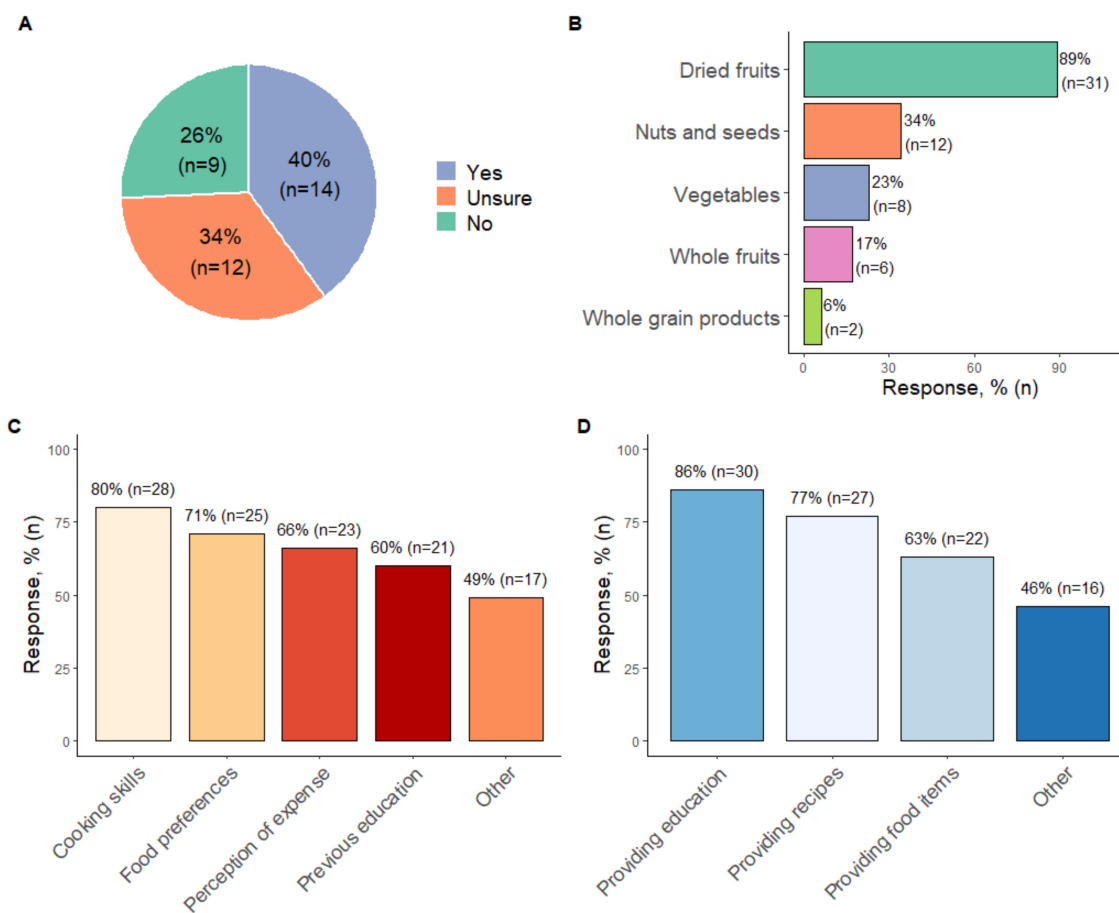 A
26%
(n=9)
40%
(n=14)
34%
(n=12)
Yes
Unsure
No
B
Dried fruits
89%
(n=31)
Nuts and seeds
34%
(n=12)
Vegetables
23%
(n=8)
Whole fruits
17%
(n=6)
Whole grain products
6%
(n=2)
0
30
60
90
Response, % (n)
C
Response, % (n)
100
75
50
25
0
80% (n=28)
71% (n=25)
66% (n=23)
60% (n=21)
49% (n=17)
Cooking skills
Food preferences
Perception of expense
Previous education
Other
D
Response, % (n)
100
75
50
25
0
86% (n=30)
77% (n=27)
63% (n=22)
46% (n=16)
Providing education
Providing recipes
Providing food items
Other